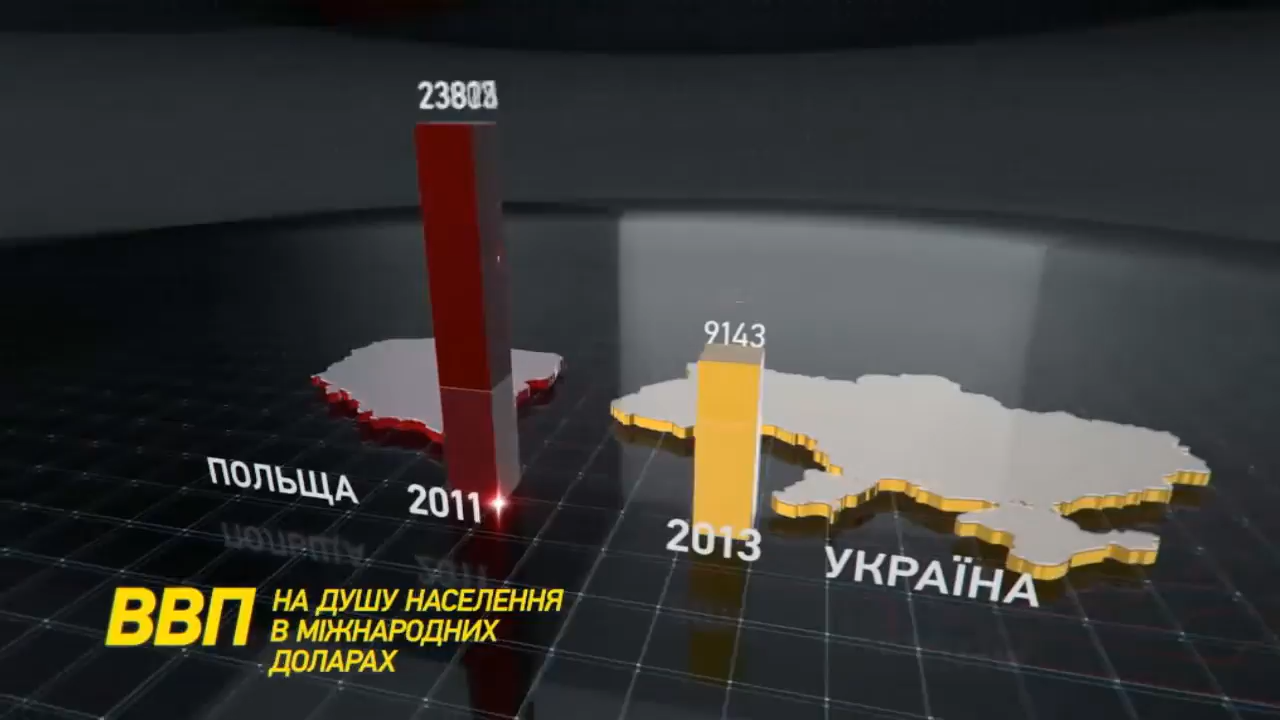 9143
ПОЛЬЩА
2011
2013
УКРАЇНА
ВВП
НА ДУШУ НАСЕЛЕННЯ
В МІЖНАРОДНИХ
ДОЛАРАХ